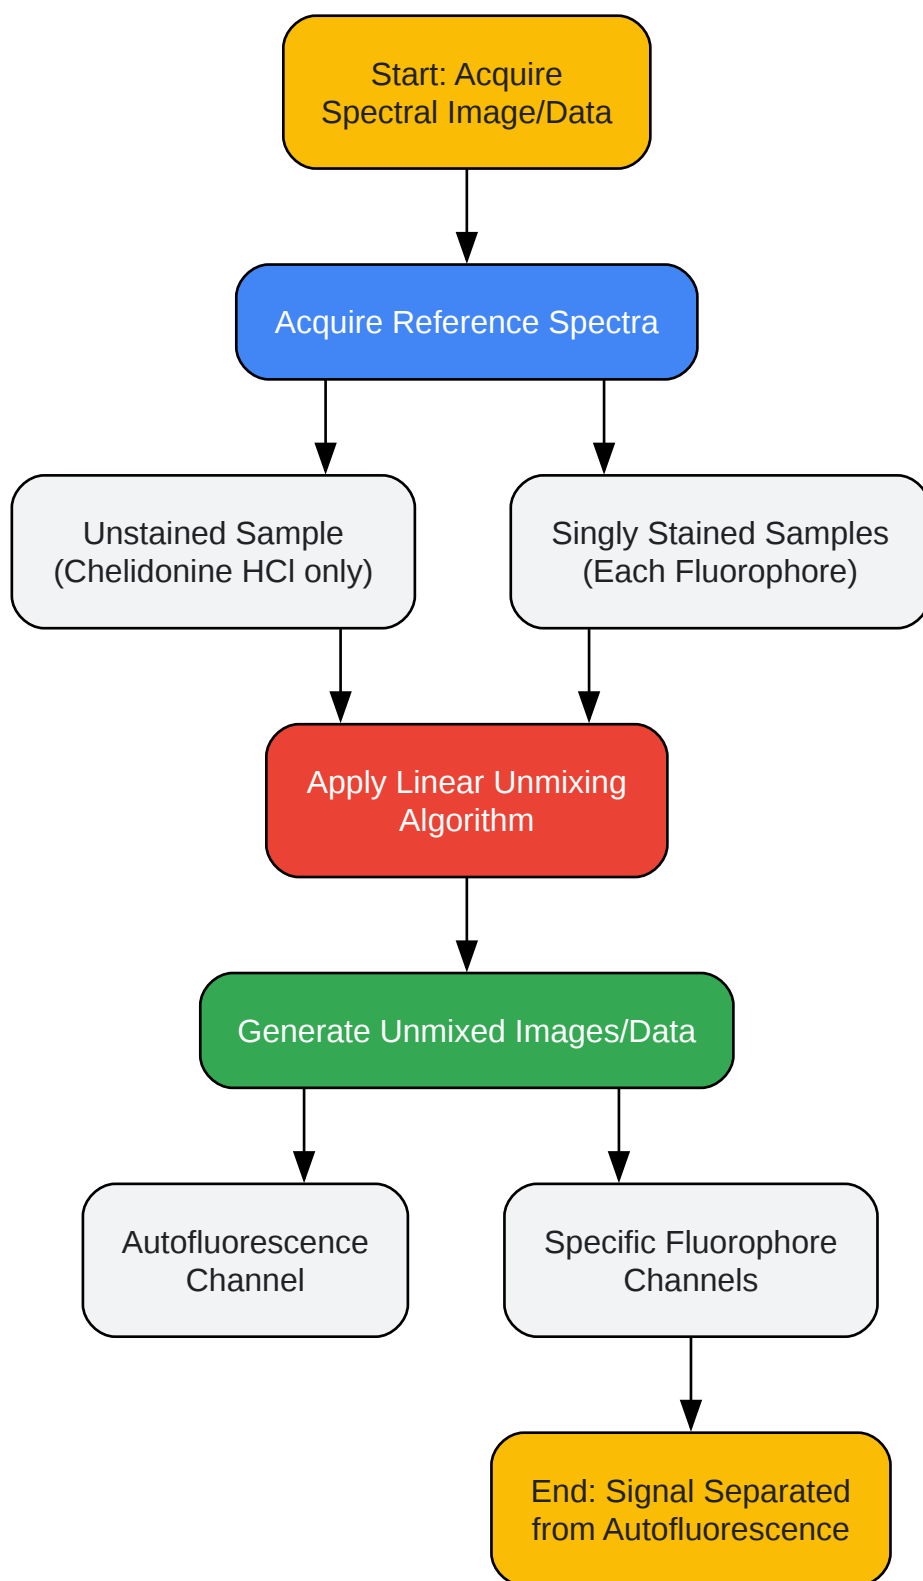 Start: Acquire
Spectral Image/Data
Acquire Reference Spectra
Unstained Sample
(Chelidonine HCl only)
Singly Stained Samples
(Each Fluorophore)
Apply Linear Unmixing
Algorithm
Generate Unmixed Images/Data
Autofluorescence
Channel
Specific Fluorophore
Channels
End: Signal Separated
from Autofluorescence